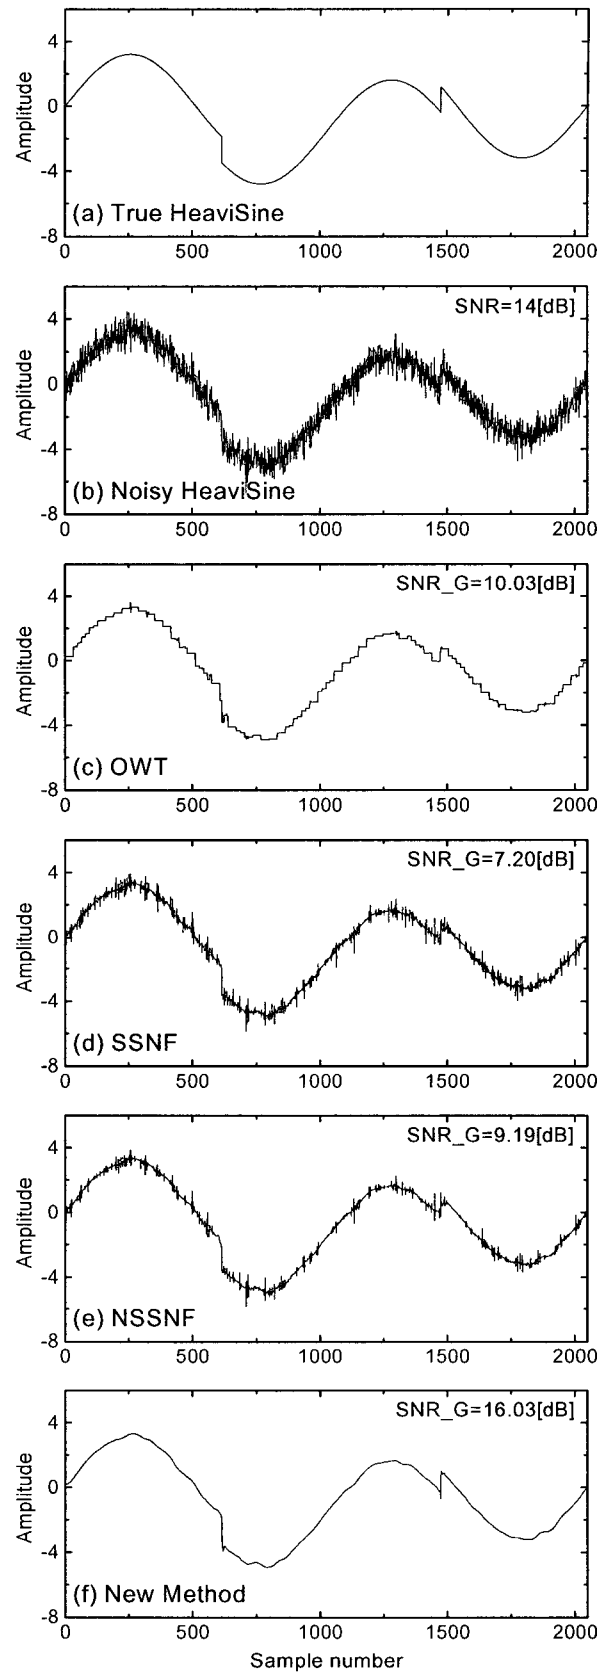 4
0
-4
-8
Amplitude
(a) True HeaviSine
0 500 1000 1500 2000
SNR=14[dB]
4
0
-4
-8
Amplitude
(b) Noisy HeaviSine
0 500 1000 1500 2000
SNR_G=10.03[dB]
4
0
-4
-8
Amplitude
(c) OWT
0 500 1000 1500 2000
SNR_G=7.20[dB]
4
0
-4
-8
Amplitude
(d) SSNF
0 500 1000 1500 2000
SNR_G=9.19[dB]
4
0
-4
-8
Amplitude
(e) NSSNF
0 500 1000 1500 2000
SNR_G=16.03[dB]
4
0
-4
-8
Amplitude
(f) New Method
0 500 1000 1500 2000
Sample number